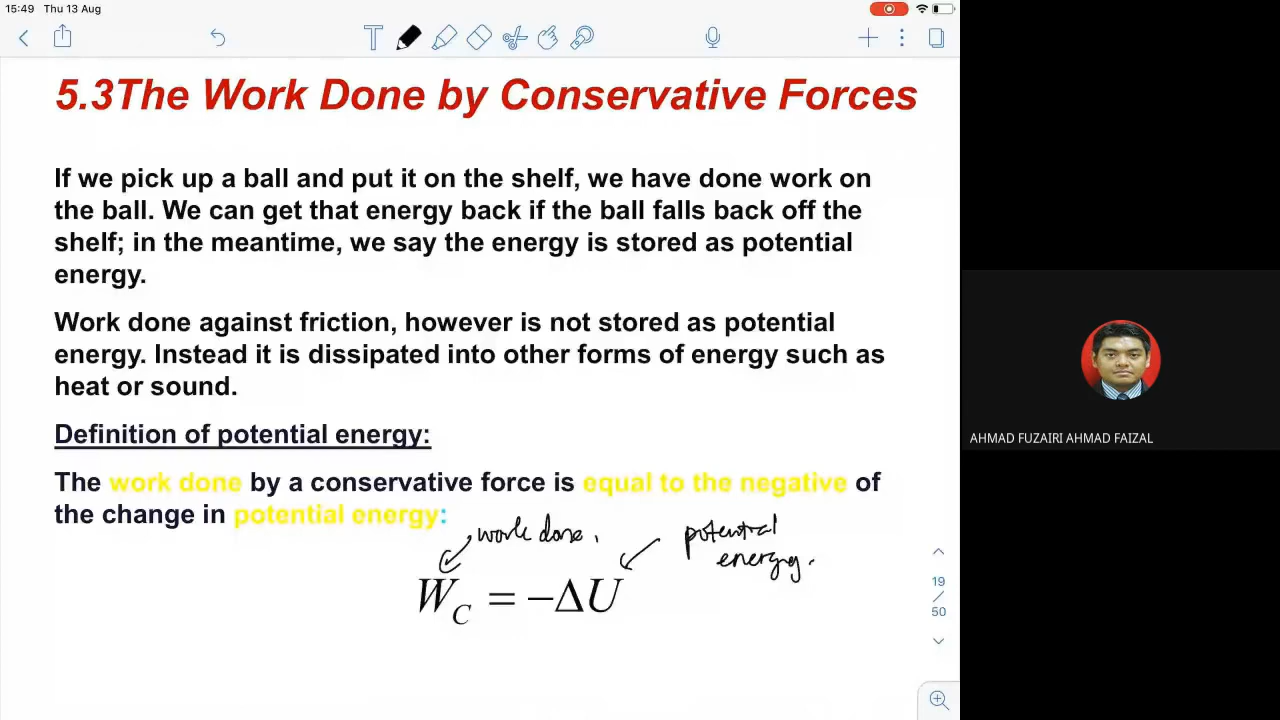 15:49 Thu 13 Aug
5.3The Work Done by Conservative Forces
If we pick up a ball and put it on the shelf, we have done work on
the ball. We can get that energy back if the ball falls back off the
shelf; in the meantime, we say the energy is stored as potential
energy.
Work done against friction, however is not stored as potential
energy. Instead it is dissipated into other forms of energy such as
heat or sound.
Definition of potential energy:
The work done by a conservative force is equal to the negative of
the change in potential energy:
work done.
potential
energy.
W_C = −ΔU
19
/
50
AHMAD FUZAIRI AHMAD FAIZAL